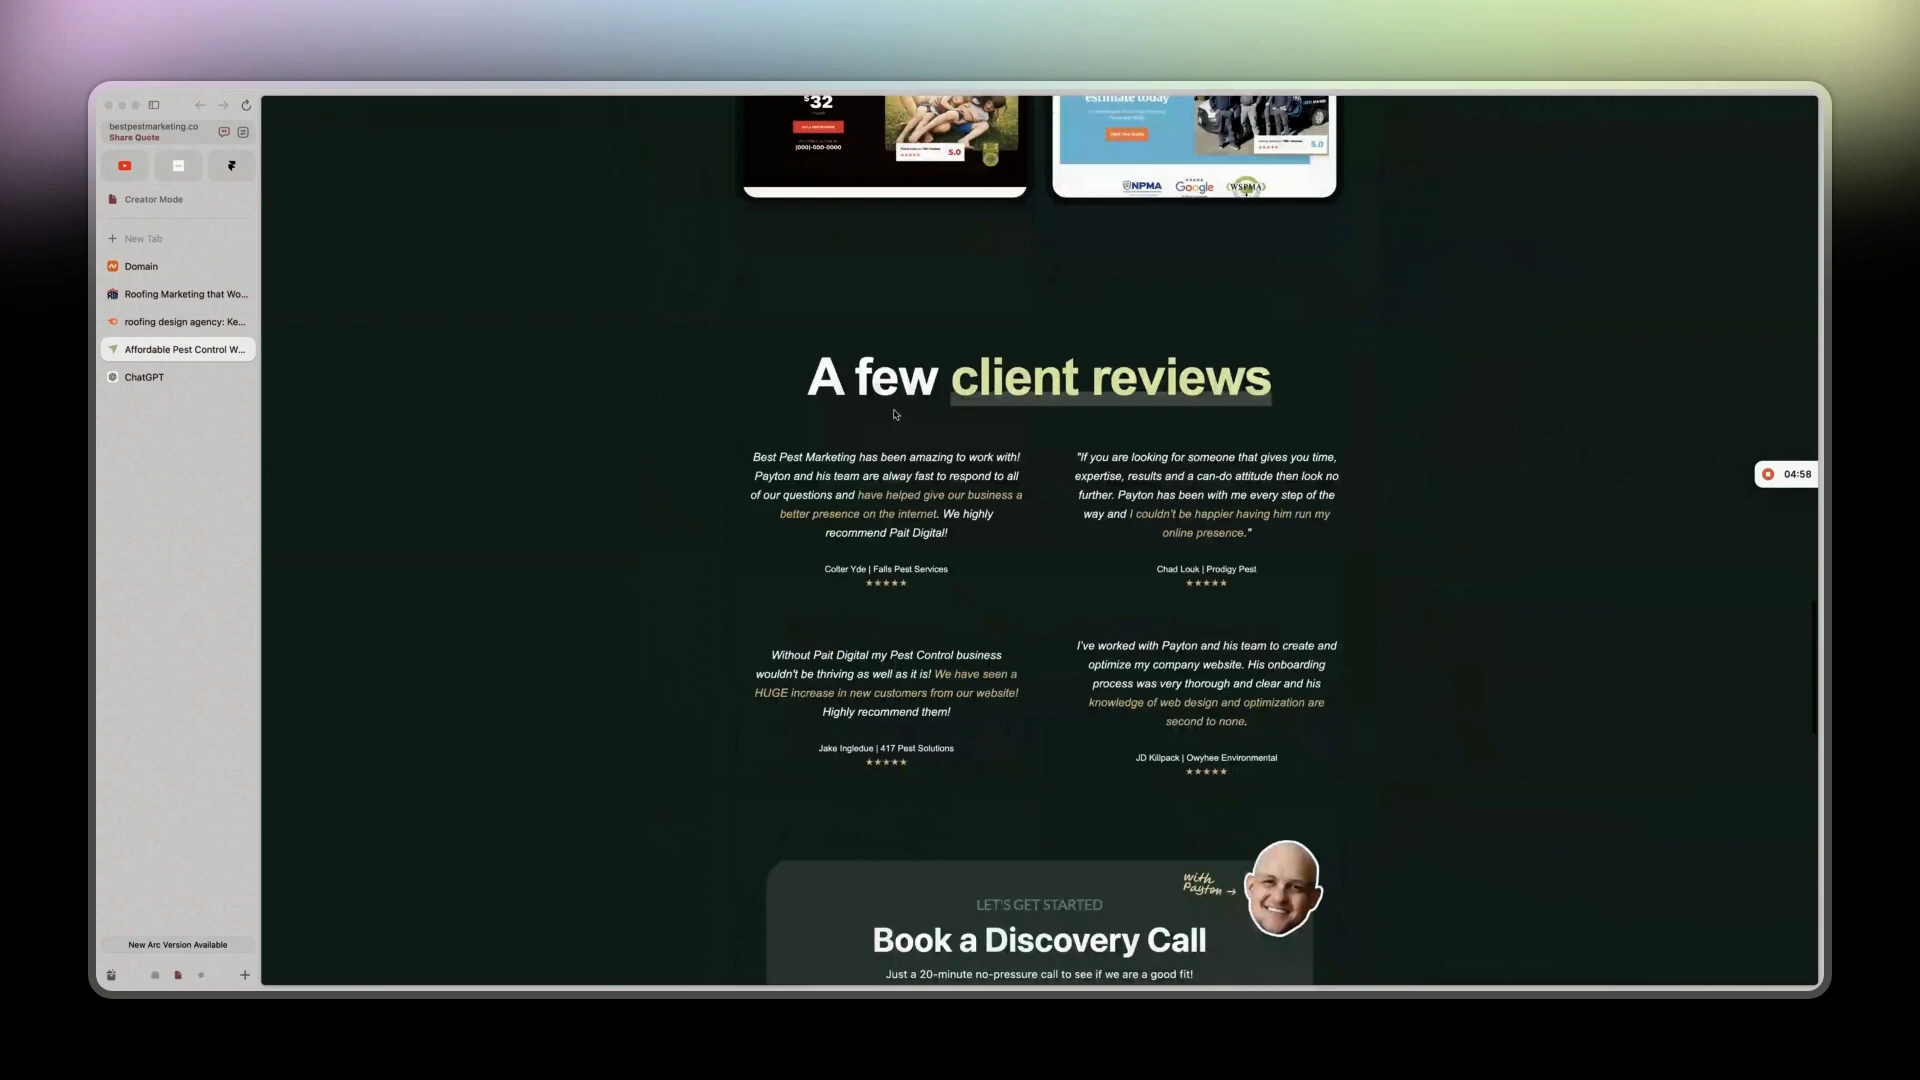 bestpestmarketing.co
Share Quote
Creator Mode
New Tab
Domain
Roofing Marketing that Wo...
roofing design agency: Ke...
Affordable Pest Control W...
ChatGPT
New Arc Version Available
$32
(000)-000-0000
5.0
estimate today
5.0
NPMA
Google
WSPMA
A few client reviews
Best Pest Marketing has been amazing to work with!
Payton and his team are alway fast to respond to all
of our questions and have helped give our business a
better presence on the internet. We highly
recommend Pait Digital!
Colter Yde | Falls Pest Services
★★★★★
"If you are looking for someone that gives you time,
expertise, results and a can-do attitude then look no
further. Payton has been with me every step of the
way and I couldn't be happier having him run my
online presence."
Chad Louk | Prodigy Pest
★★★★★
Without Pait Digital my Pest Control business
wouldn't be thriving as well as it is! We have seen a
HUGE increase in new customers from our website!
Highly recommend them!
Jake Ingledue | 417 Pest Solutions
★★★★★
I've worked with Payton and his team to create and
optimize my company website. His onboarding
process was very thorough and clear and his
knowledge of web design and optimization are
second to none.
JD Killpack | Owyhee Environmental
★★★★★
with
Payton →
LET'S GET STARTED
Book a Discovery Call
Just a 20-minute no-pressure call to see if we are a good fit!
04:58